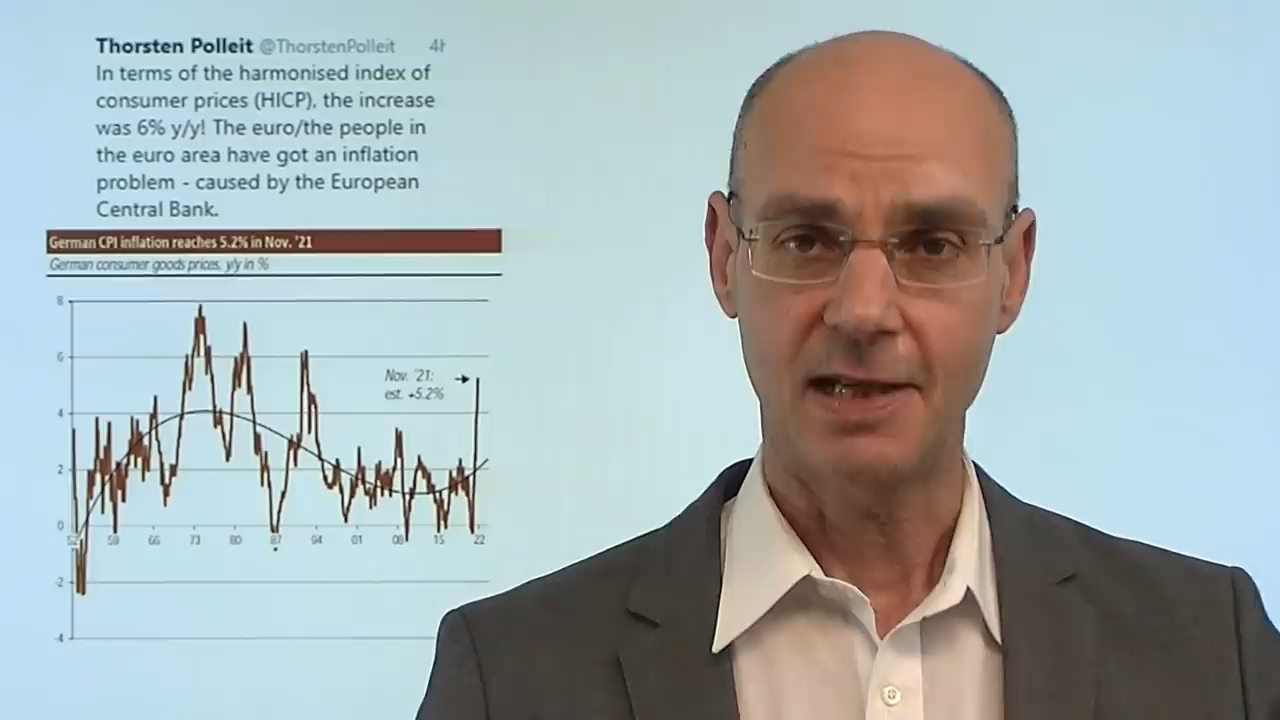 Thorsten Polleit @ThorstenPolleit 4h
In terms of the harmonised index of
consumer prices (HICP), the increase
was 6% y/y! The euro/the people in
the euro area have got an inflation
problem - caused by the European
Central Bank.
German CPI inflation reaches 5.2% in Nov. '21
German consumer goods prices, y/y in %
8
6
Nov. '21:
est. +5.2%
4
2
0
52 59 66 73 80 87 94 01 08 15 22
-2
-4